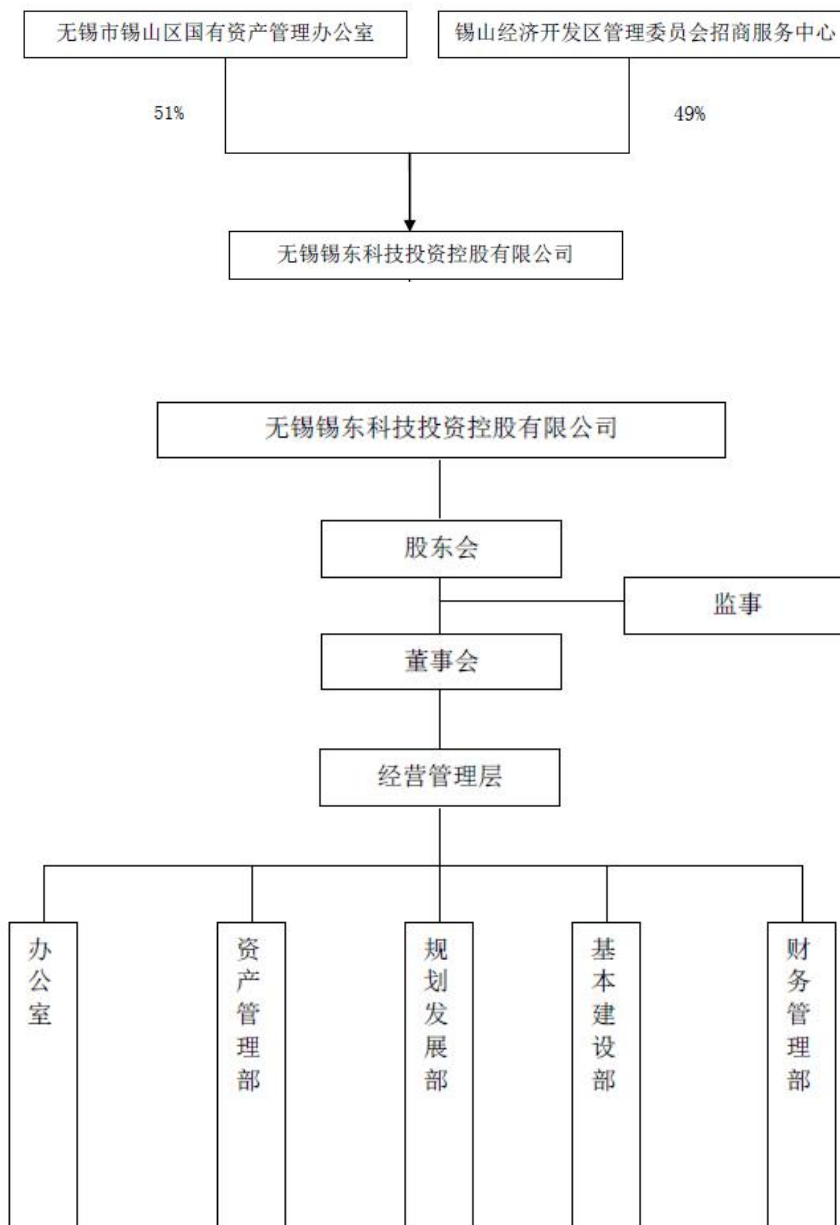 无锡市锡山区国有资产管理办公室
锡山经济开发区管理委员会招商服务中心
51%
49%
无锡锡东科技投资控股有限公司
无锡锡东科技投资控股有限公司
股东会
监事
董事会
经营管理层
办公室
资产管理部
规划发展部
基本建设部
财务管理部